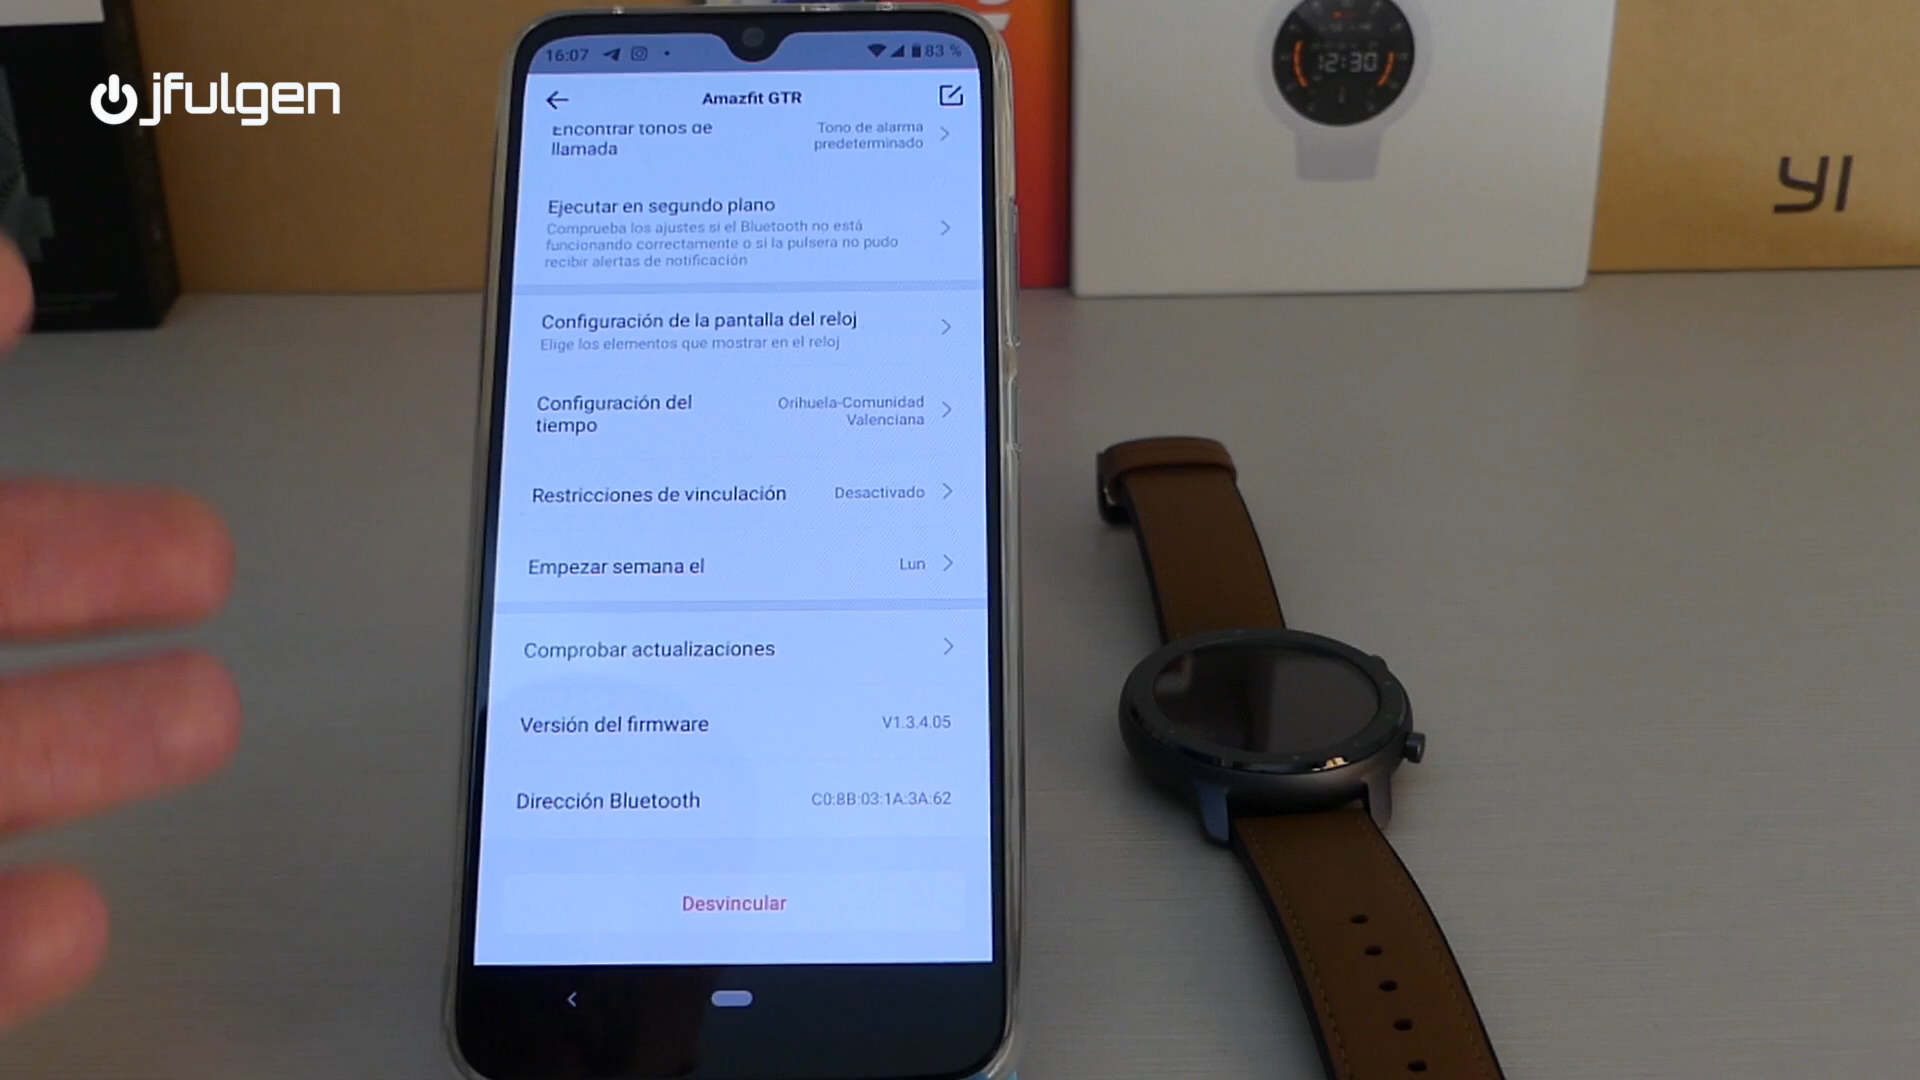 jfulgen
16:07
83 %
Amazfit GTR
Encontrar tonos de
llamada
Tono de alarma
predeterminado
Ejecutar en segundo plano
Comprueba los ajustes si el Bluetooth no está
funcionando correctamente o si la pulsera no pudo
recibir alertas de notificación
Configuración de la pantalla del reloj
Elige los elementos que mostrar en el reloj
Configuración del
tiempo
Orihuela-Comunidad
Valenciana
Restricciones de vinculación
Desactivado
Empezar semana el
Lun
Comprobar actualizaciones
Versión del firmware
V1.3.4.05
Dirección Bluetooth
C0:8B:03:1A:3A:62
Desvincular
12:30
YI